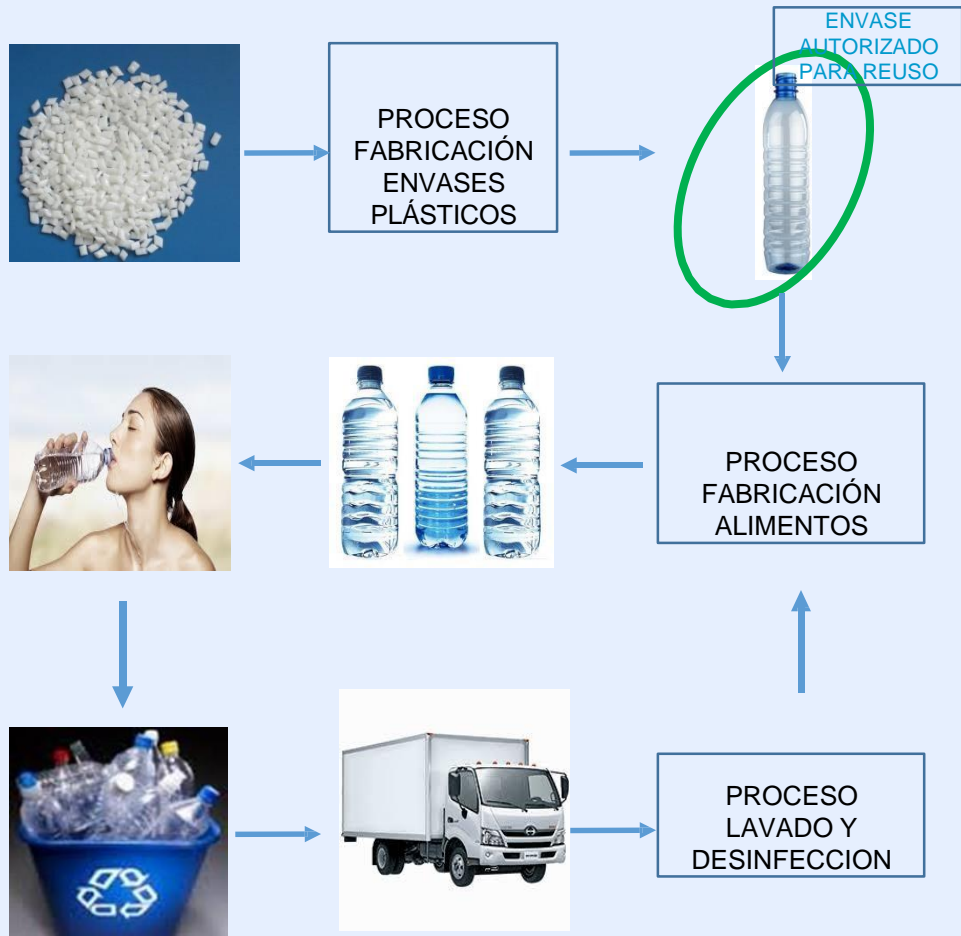 ENVASE
AUTORIZADO
PARA REUSO
PROCESO
FABRICACIÓN
ENVASES
PLÁSTICOS
PROCESO
FABRICACIÓN
ALIMENTOS
PROCESO
LAVADO Y
DESINFECCION